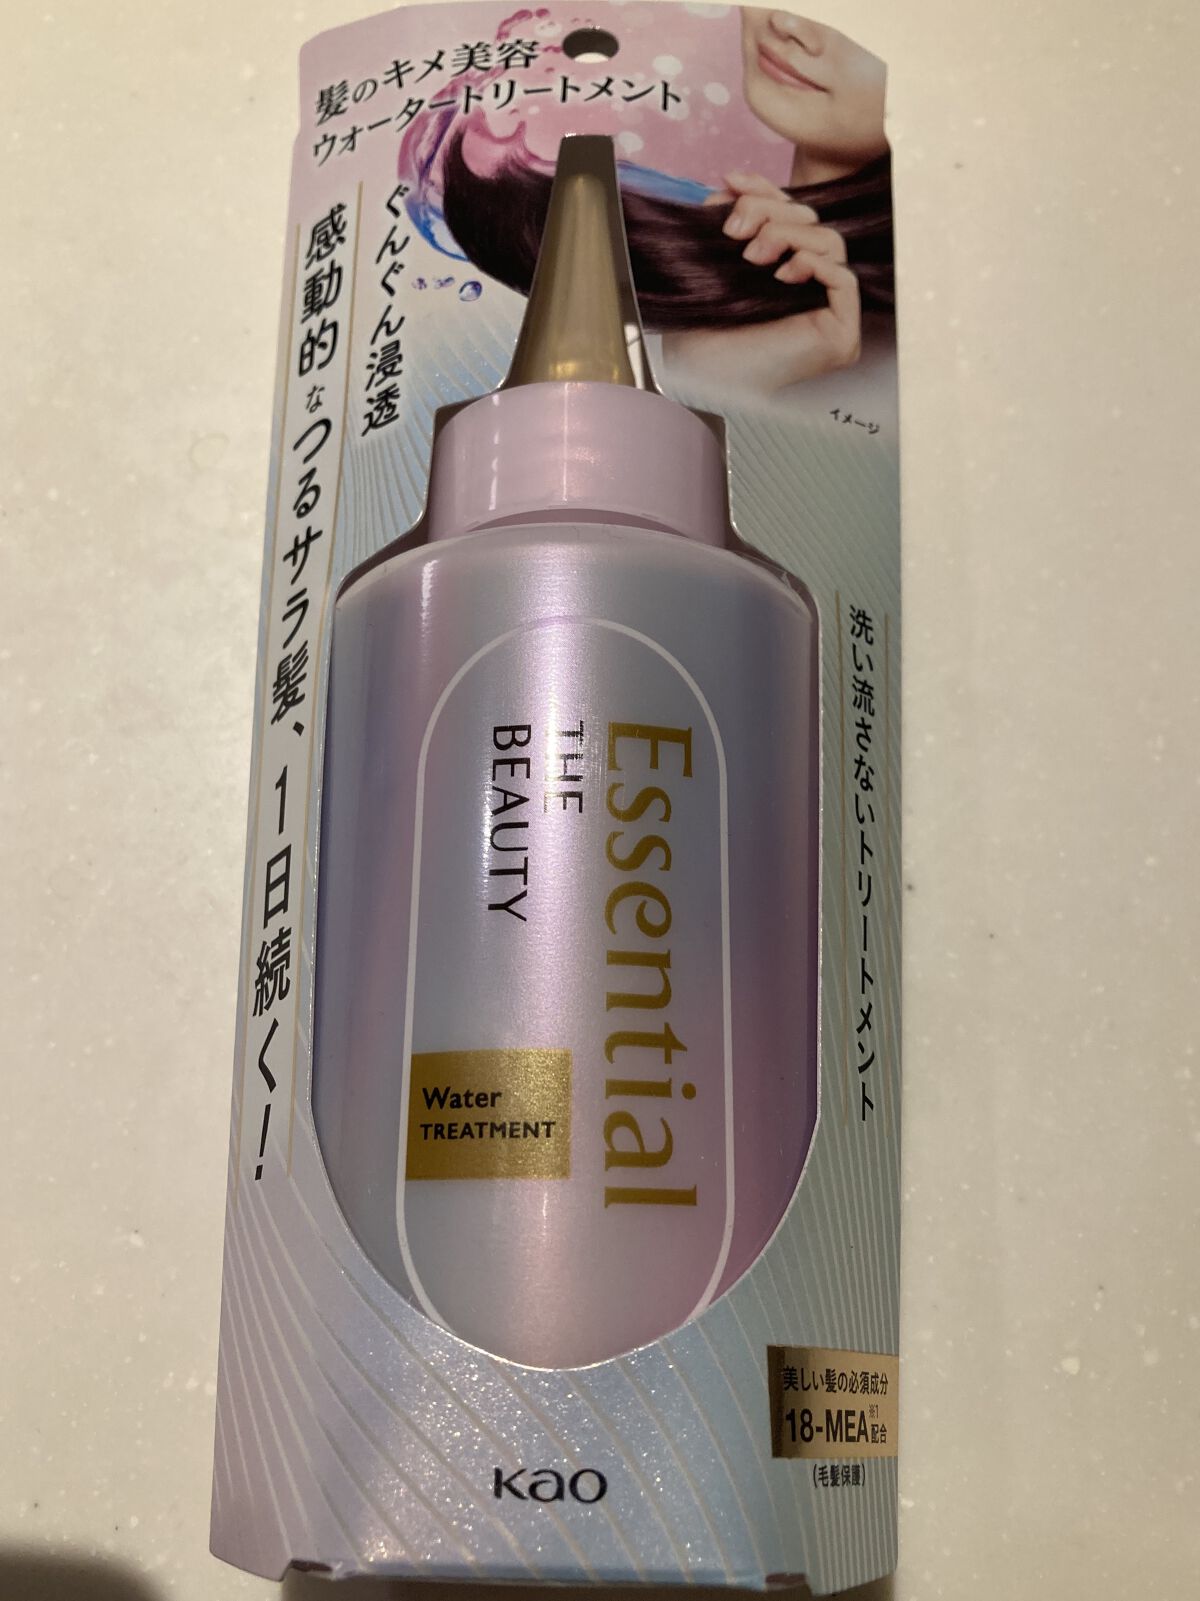 髪のキメ美容
ウォータートリートメント
ぐんぐん浸透
感動的なつるサラ髪、1日続く!
イメージ
洗い流さないトリートメント
Essential
THE
BEAUTY
Water
TREATMENT
美しい髪の必須成分
18-MEA※1配合
(毛髪保護)
Kao